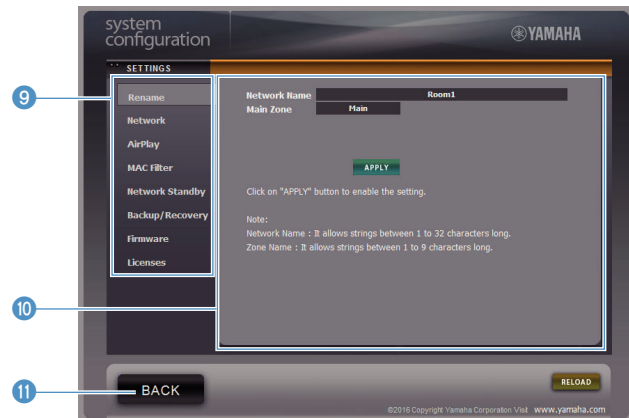 system
configuration
YAMAHA
SETTINGS
9
Rename
Network
AirPlay
MAC Filter
Network Standby
Backup/Recovery
Firmware
Licenses
Network Name Room1
Main Zone Main
APPLY
Click on "APPLY" button to enable the setting.
Note:
Network Name : It allows strings between 1 to 32 characters long.
Zone Name : It allows strings between 1 to 9 characters long.
10
11
BACK
RELOAD
©2016 Copyright Yamaha Corporation Visit www.yamaha.com